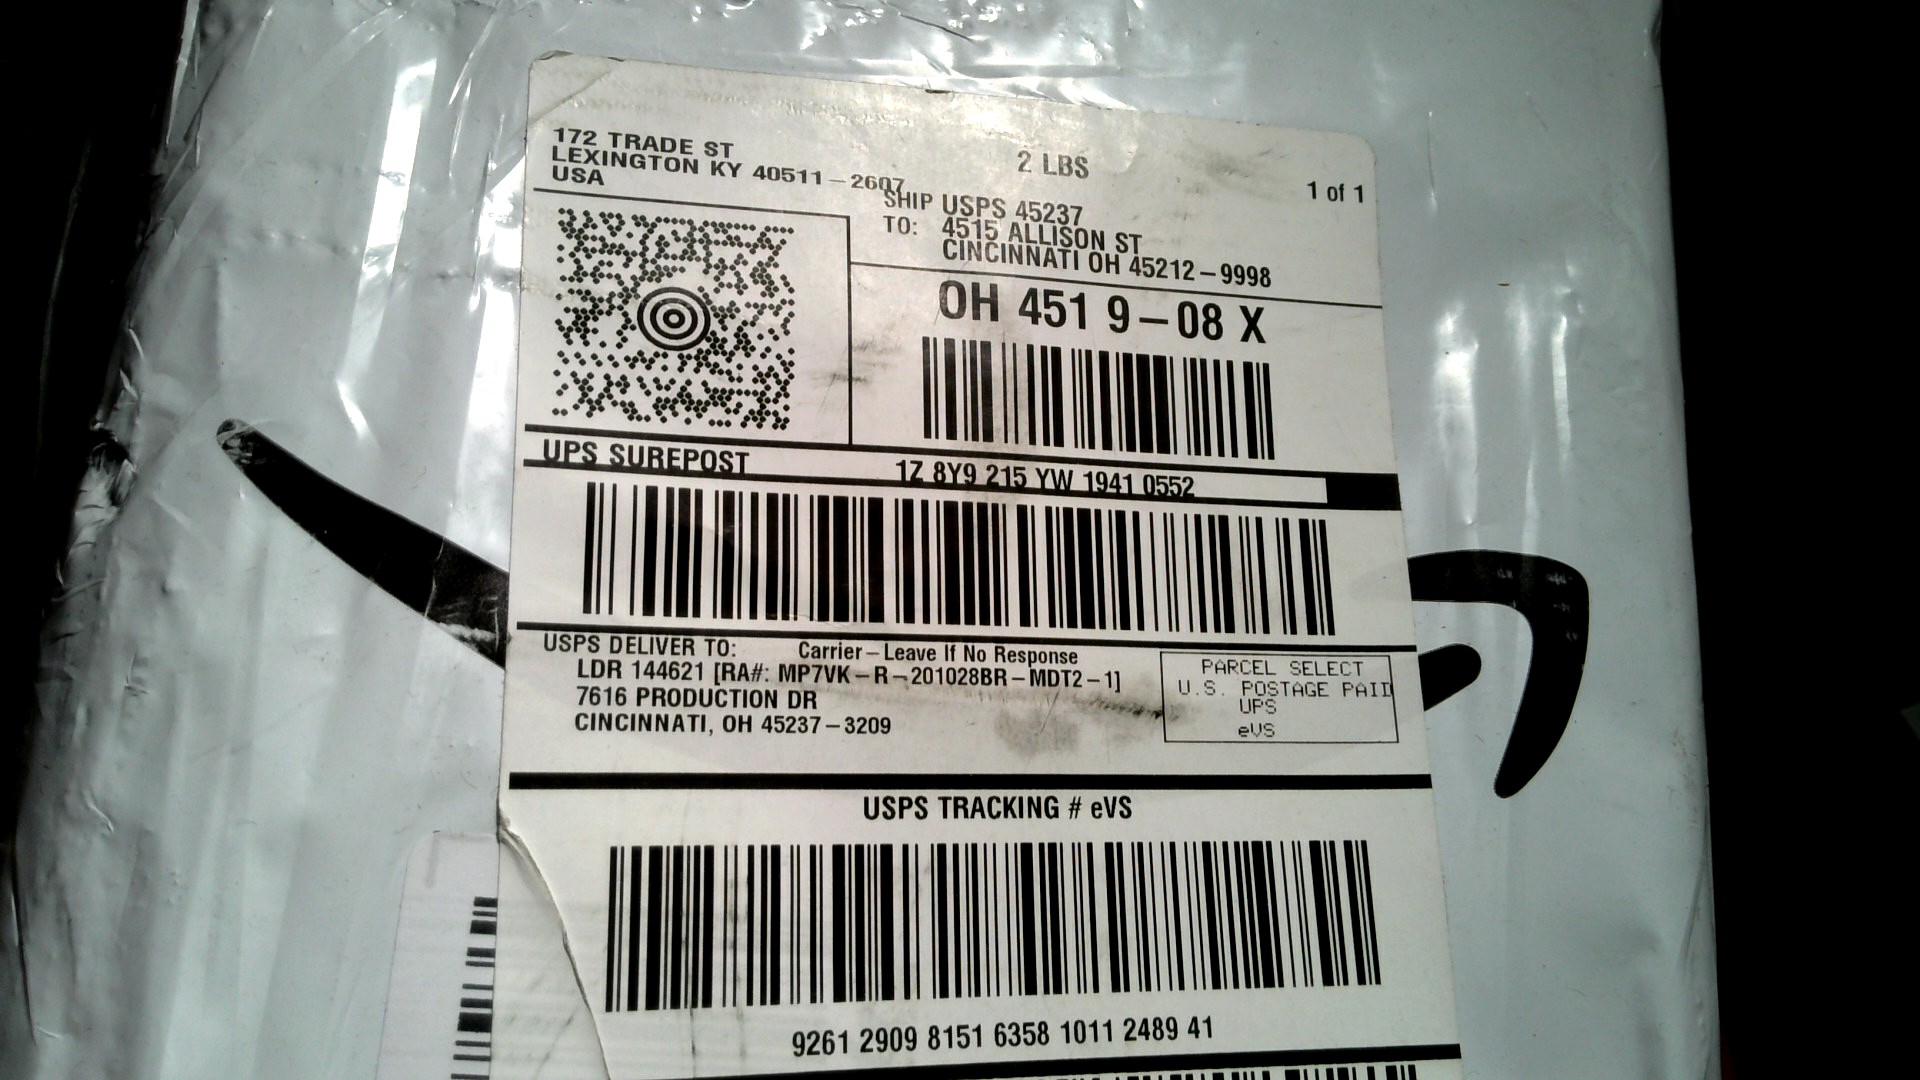 172 TRADE ST
LEXINGTON KY 40511-2607
USA
2 LBS
1 of 1
SHIP TO: USPS 45237
4515 ALLISON ST
CINCINNATI OH 45212-9998
OH 451 9-08 X
UPS SUREPOST
1Z 8Y9 215 YW 1941 0552
USPS DELIVER TO:
Carrier-Leave If No Response
LDR 144621 [RA#: MP7VK-R-201028BR-MDT2-1]
7616 PRODUCTION DR
CINCINNATI, OH 45237-3209
PARCEL SELECT
U.S. POSTAGE PAID
UPS
eVS
USPS TRACKING # eVS
9261 2909 8151 6358 1011 2489 41